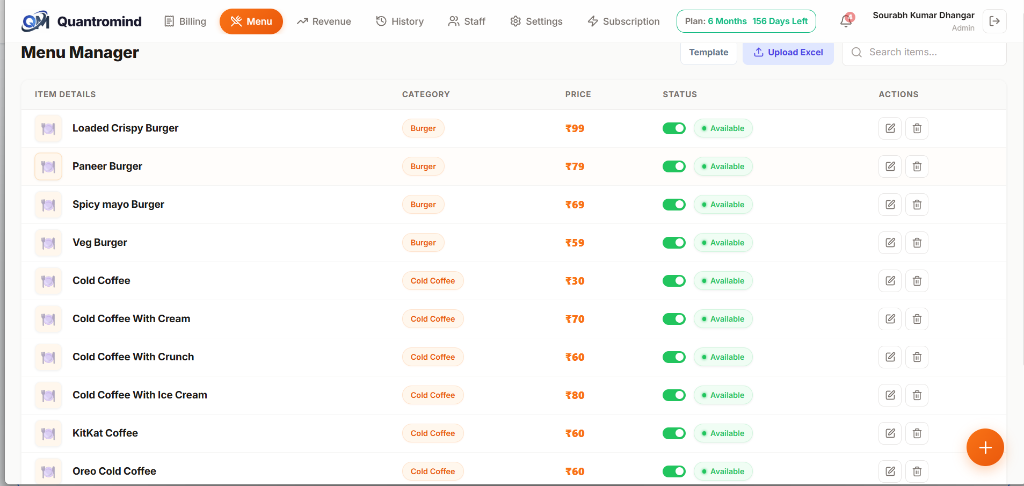 QM Quantromind Billing Menu Revenue History Staff Settings Subscription Plan: 6 Months 156 Days Left Sourabh Kumar Dhangar
Admin
Menu Manager Template Upload Excel Search items...
ITEM DETAILS CATEGORY PRICE STATUS ACTIONS
Loaded Crispy Burger Burger ₹99 Available
Paneer Burger Burger ₹79 Available
Spicy mayo Burger Burger ₹69 Available
Veg Burger Burger ₹59 Available
Cold Coffee Cold Coffee ₹30 Available
Cold Coffee With Cream Cold Coffee ₹70 Available
Cold Coffee With Crunch Cold Coffee ₹60 Available
Cold Coffee With Ice Cream Cold Coffee ₹80 Available
KitKat Coffee Cold Coffee ₹60 Available
Oreo Cold Coffee Cold Coffee ₹60 Available